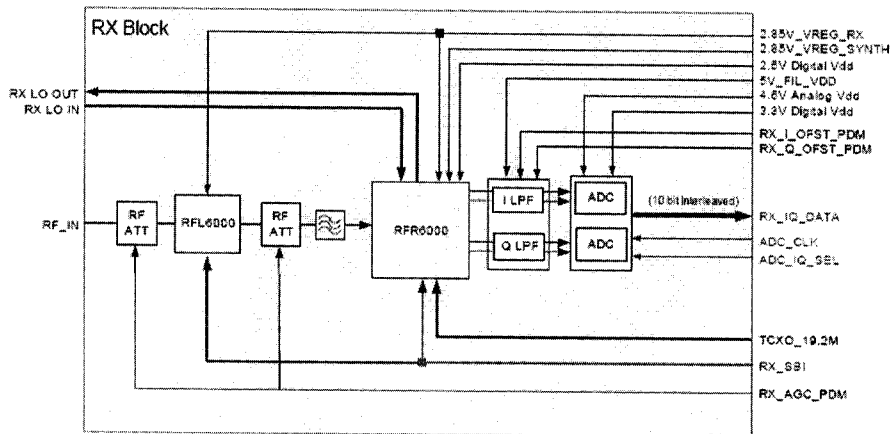 RX Block
2.85V_VREG_RX
2.85V_VREG_SYNTH
2.5V Digital Vdd
5V_FIL_VDD
4.6V Analog Vdd
3.3V Digital Vdd
RX LO OUT
RX LO IN
RX_I_OFST_PDM
RX_Q_OFST_PDM
RF_IN
RF
ATT
RFL6000
RF
ATT
RFR6000
I LPF
Q LPF
ADC
ADC
(10 bit Interleaved)
RX_IQ_DATA
ADC_CLK
ADC_IQ_SEL
TCXO_19.2M
RX_SBI
RX_AGC_PDM